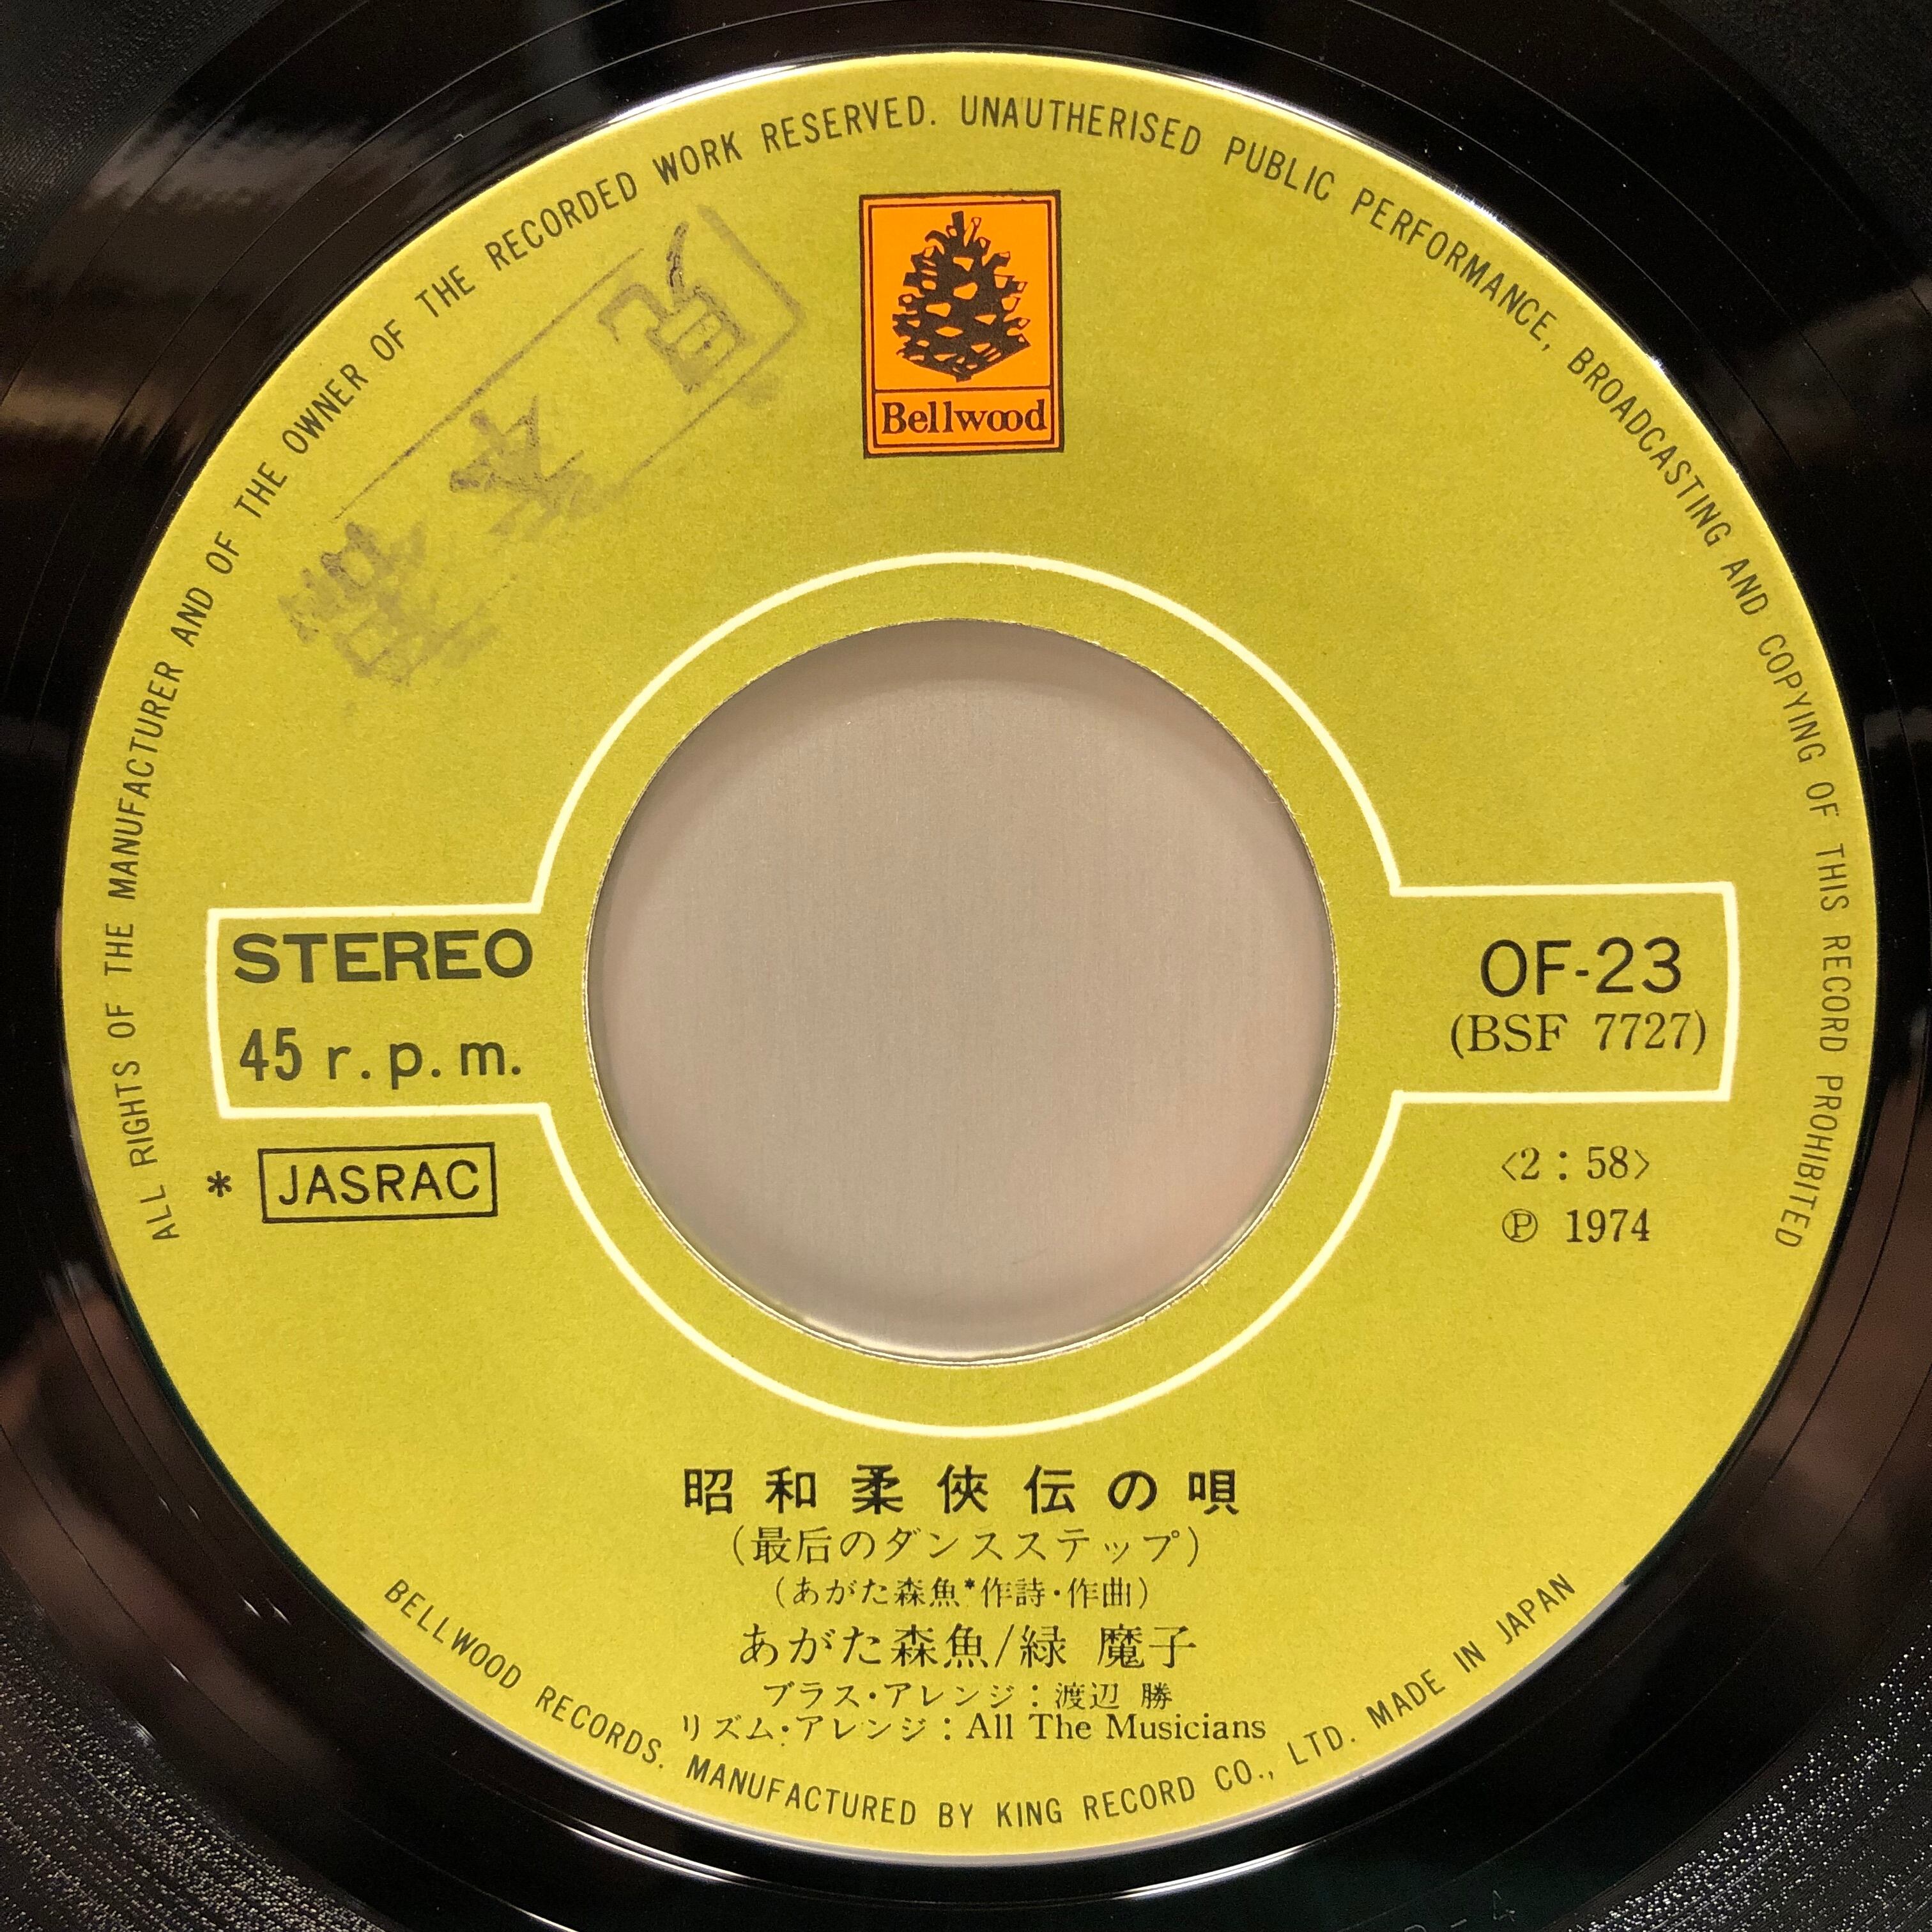 ALL RIGHTS OF THE MANUFACTURER AND OF THE OWNER OF THE RECORDED WORK RESERVED. UNAUTHERISED PUBLIC PERFORMANCE, BROADCASTING AND COPYING OF THIS RECORD PROHIBITED
Bellwood
STEREO
45 r.p.m.
* JASRAC
OF-23
(BSF 7727)
〈2:58〉
Ⓟ 1974
昭和柔侠伝の唄
(最后のダンスステップ)
(あがた森魚*作詩・作曲)
あがた森魚/緑 魔子
ブラス・アレンジ:渡辺 勝
リズム・アレンジ:All The Musicians
BELLWOOD RECORDS. MANUFACTURED BY KING RECORD CO., LTD. MADE IN JAPAN